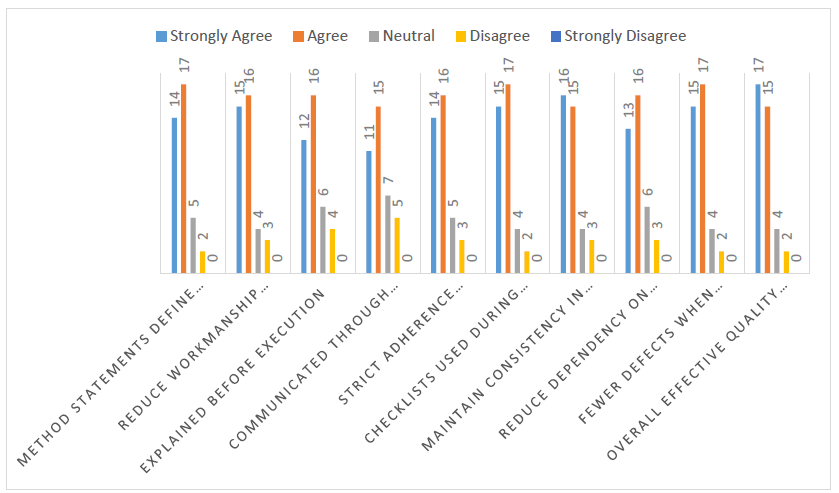 Strongly Agree Agree Neutral Disagree Strongly Disagree
14 17 5 2 0
15 16 4 3 0
12 16 6 4 0
11 15 7 5 0
14 16 5 3 0
15 17 4 2 0
16 15 4 3 0
13 16 6 3 0
15 17 4 2 0
17 15 4 2 0
METHOD STATEMENTS DEFINE…
REDUCE WORKMANSHIP…
EXPLAINED BEFORE EXECUTION
COMMUNICATED THROUGH…
STRICT ADHERENCE…
CHECKLISTS USED DURING…
MAINTAIN CONSISTENCY IN…
REDUCE DEPENDENCY ON…
FEWER DEFECTS WHEN…
OVERALL EFFECTIVE QUALITY…